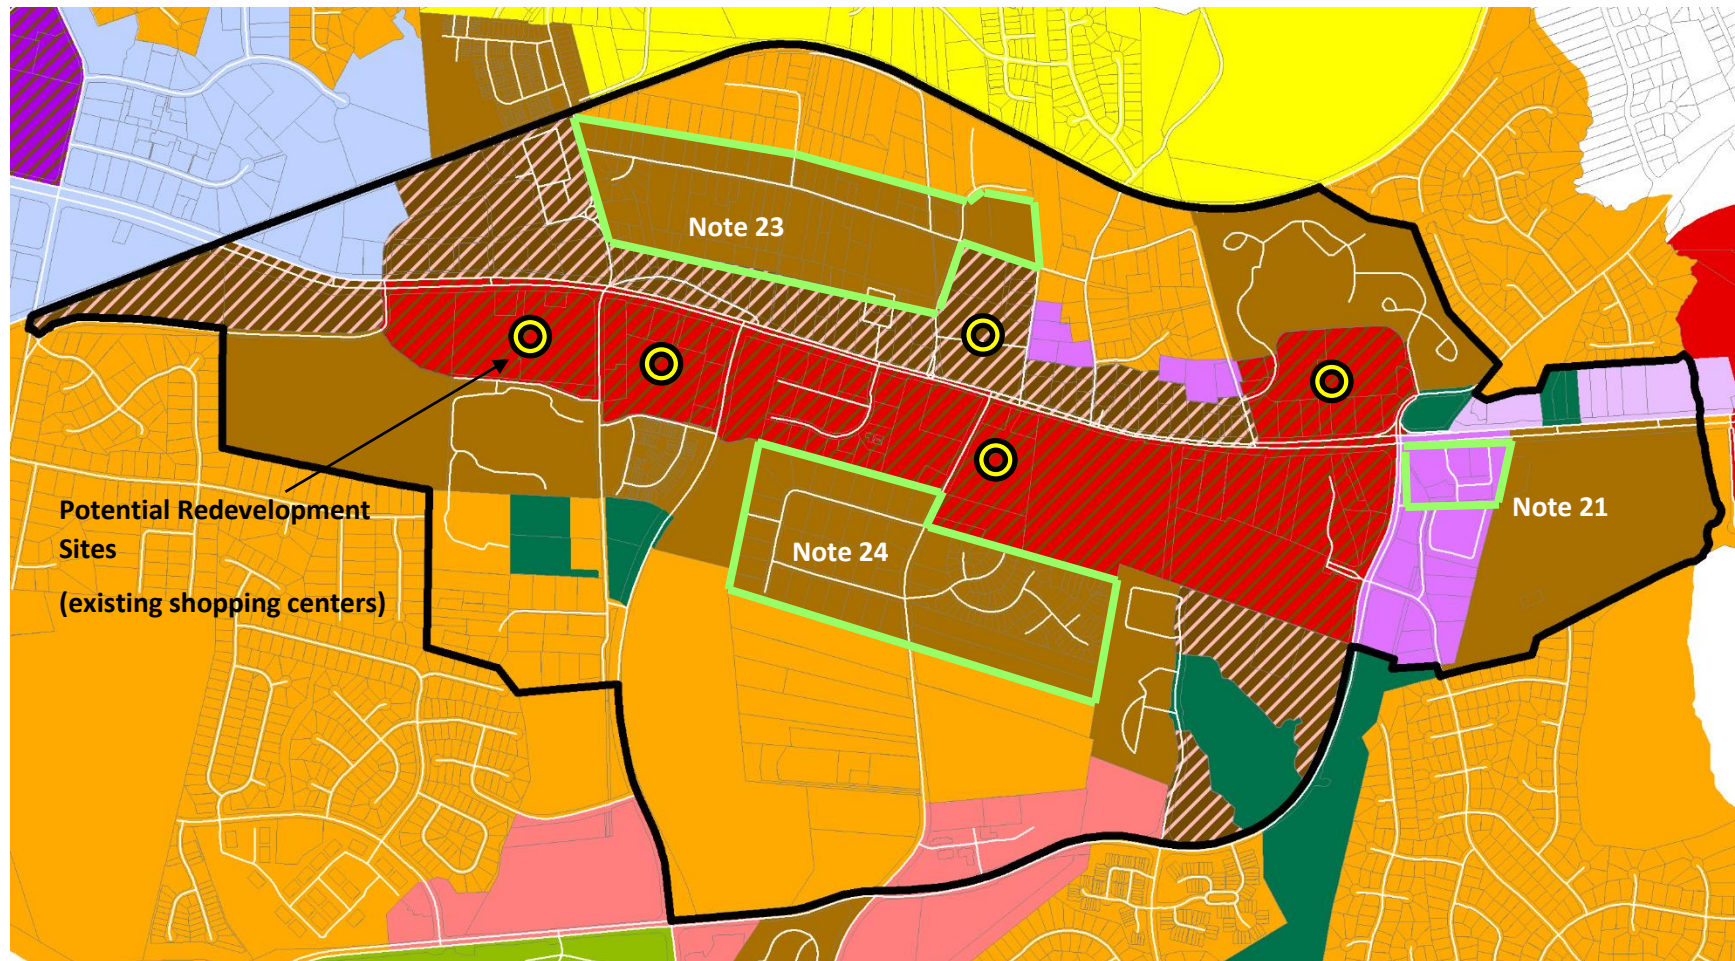 Note 23
Potential Redevelopment
Sites
(existing shopping centers)
Note 24
Note 21